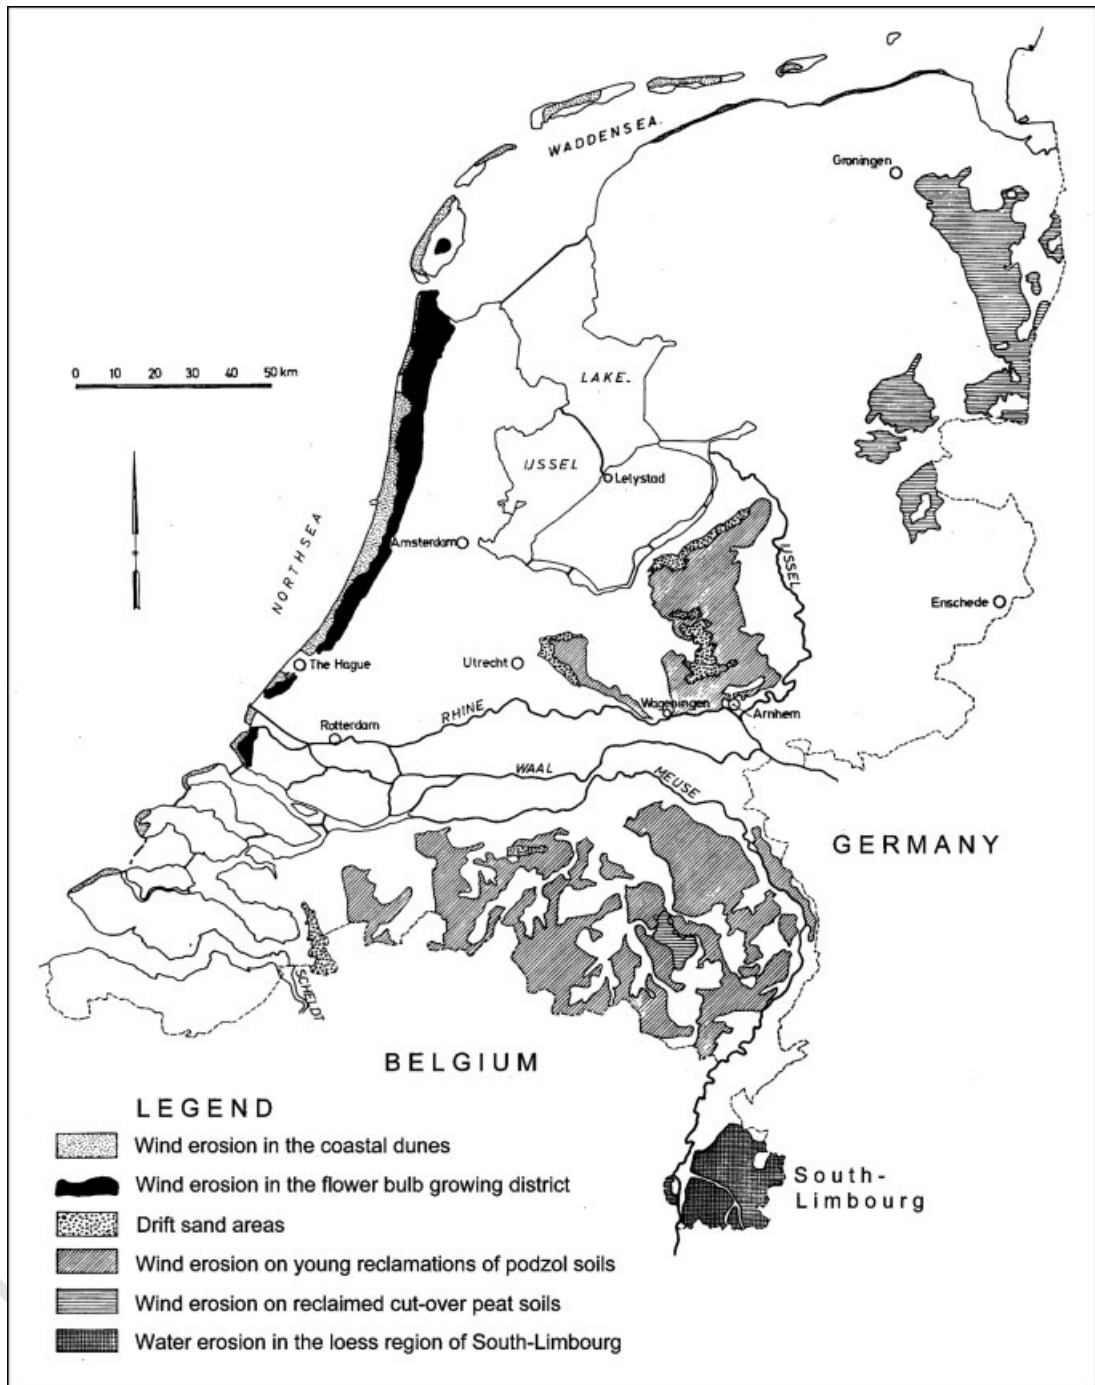 WADDENSEA.
Groningen
0 10 20 30 40 50 km
LAKE-
IJSSEL
Lelystad
NORTHSEA
Amsterdam
IJSSEL
Enschede
The Hague
Utrecht
Wageningen
Arnhem
RHINE
Rotterdam
WAAL
MEUSE
GERMANY
SCHELDT
BELGIUM
LEGEND
Wind erosion in the coastal dunes
Wind erosion in the flower bulb growing district
Drift sand areas
Wind erosion on young reclamations of podzol soils
Wind erosion on reclaimed cut-over peat soils
Water erosion in the loess region of South-Limbourg
South-
Limbourg